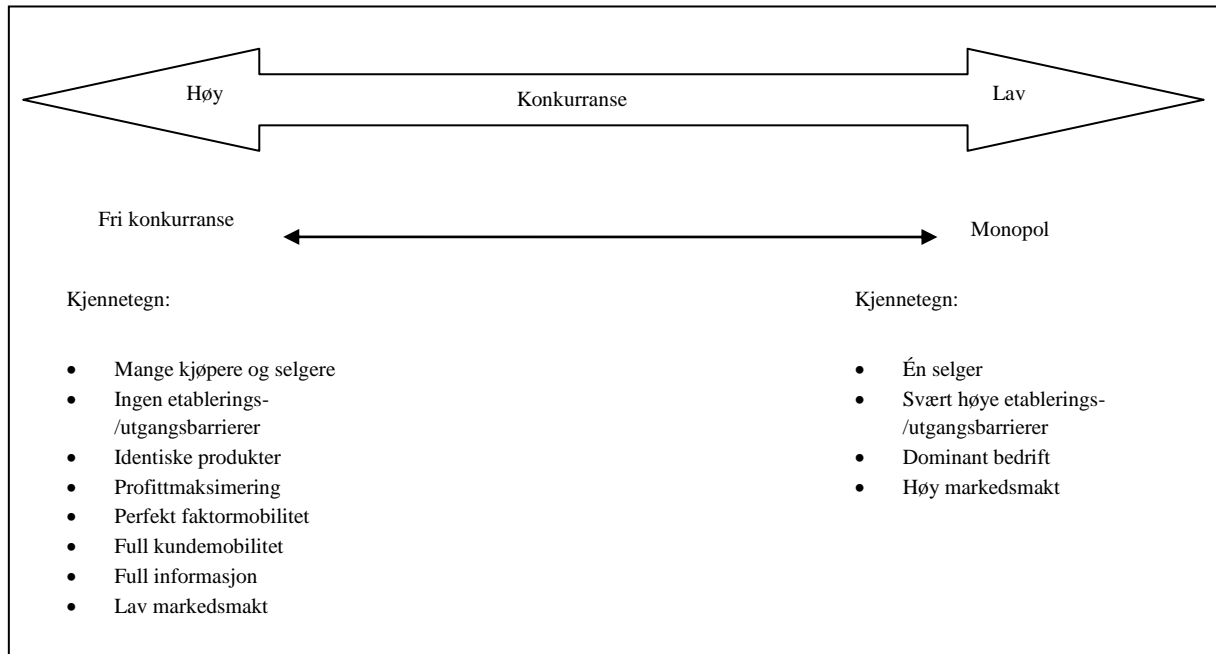 Høy
Konkurranse
Lav
Fri konkurranse
Monopol
Kjennetegn:
• Mange kjøpere og selgere
• Ingen etablerings-
/utgangsbarrierer
• Identiske produkter
• Profittmaksimering
• Perfekt faktormobilitet
• Full kundemobilitet
• Full informasjon
• Lav markedsmakt
Kjennetegn:
• Én selger
• Svært høye etablerings-
/utgangsbarrierer
• Dominant bedrift
• Høy markedsmakt